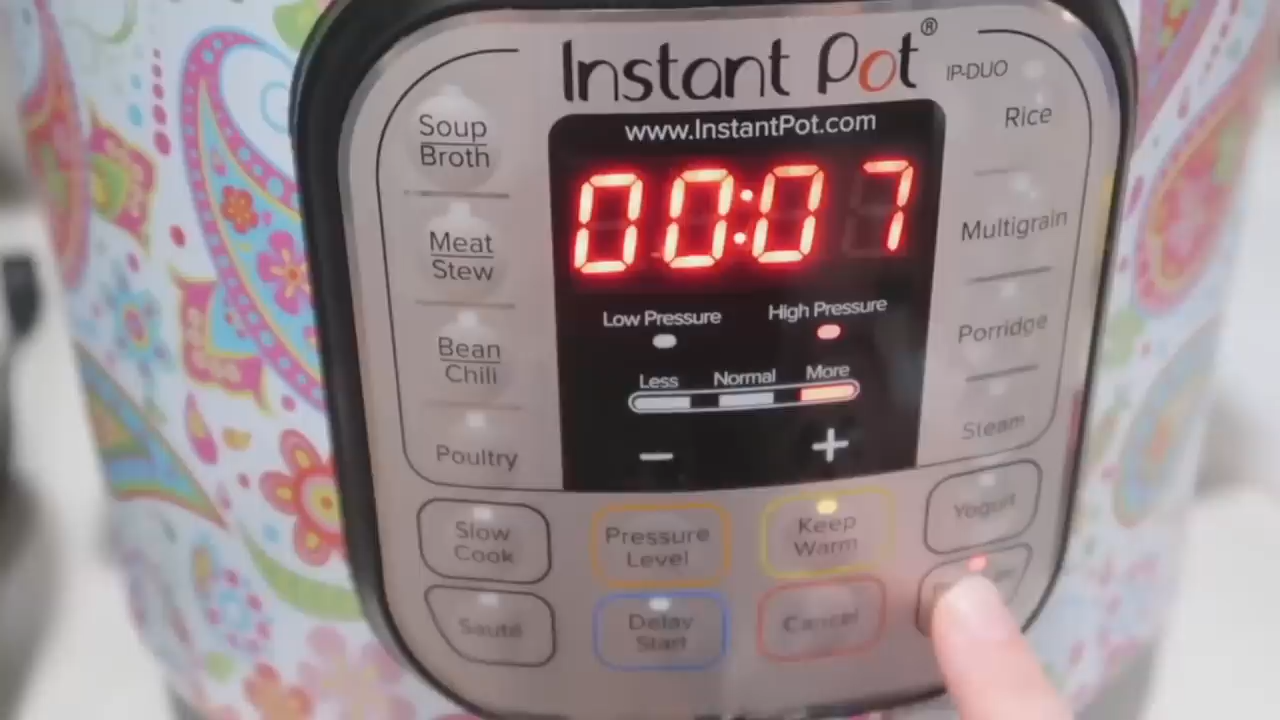 Instant Pot®
IP-DUO
www.InstantPot.com
00:07
Low Pressure
High Pressure
Less
Normal
More
−
+
Soup
Broth
Meat
Stew
Bean
Chili
Poultry
Rice
Multigrain
Porridge
Steam
Slow
Cook
Pressure
Level
Keep
Warm
Yogurt
Sauté
Delay
Start
Cancel